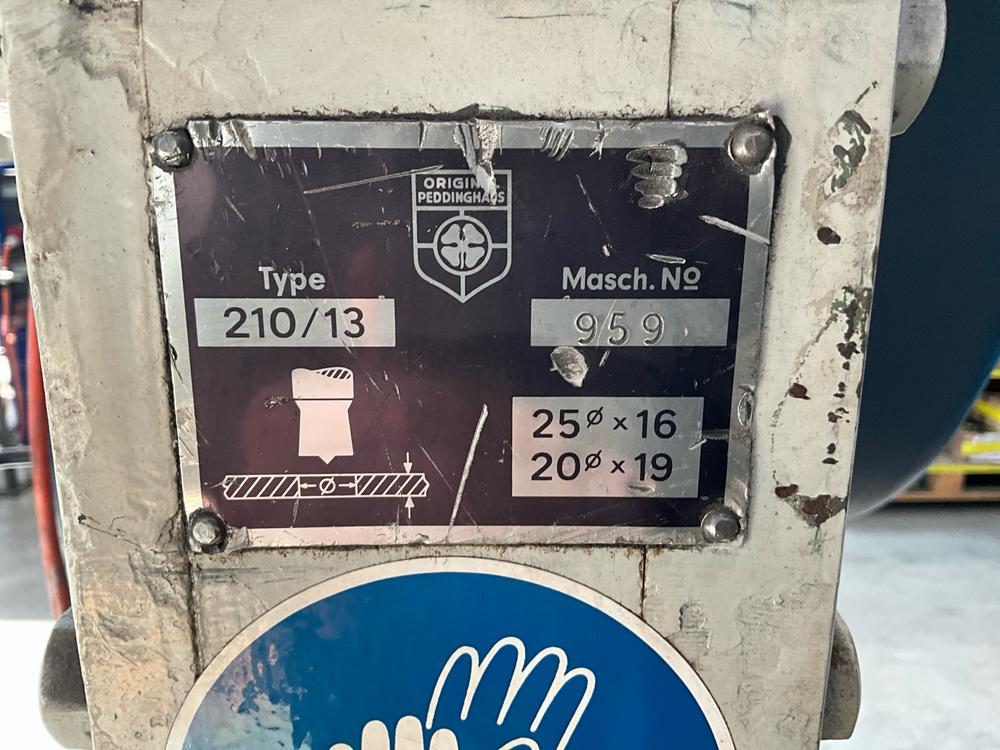 ORIGINAL
PEDDINGHAUS
Type
Masch. Nº
210/13
959
25ø x 16
20ø x 19
ø